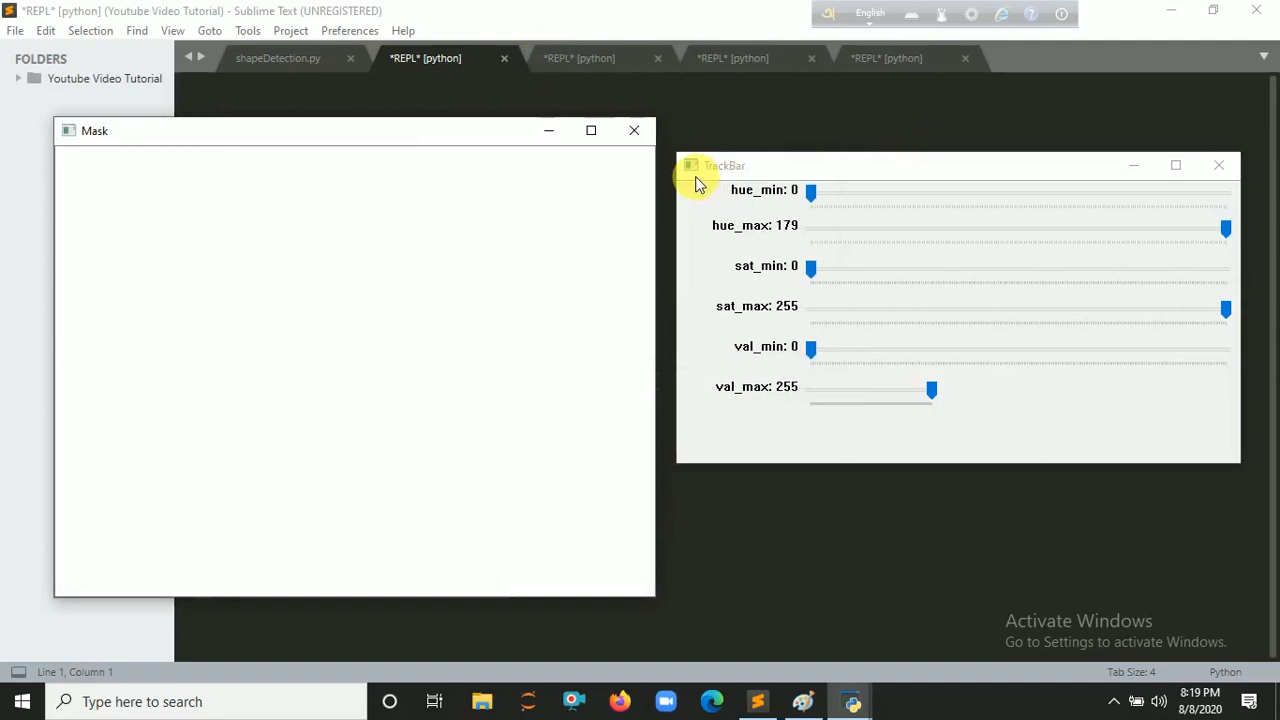 *REPL* [python] (Youtube Video Tutorial) - Sublime Text (UNREGISTERED)
English
File Edit Selection Find View Goto Tools Project Preferences Help
FOLDERS
Youtube Video Tutorial
shapeDetection.py
*REPL* [python]
*REPL* [python]
*REPL* [python]
*REPL* [python]
Mask
TrackBar
hue_min: 0
hue_max: 179
sat_min: 0
sat_max: 255
val_min: 0
val_max: 255
Activate Windows
Go to Settings to activate Windows.
Line 1, Column 1
Tab Size: 4
Python
Type here to search
8:19 PM
8/8/2020